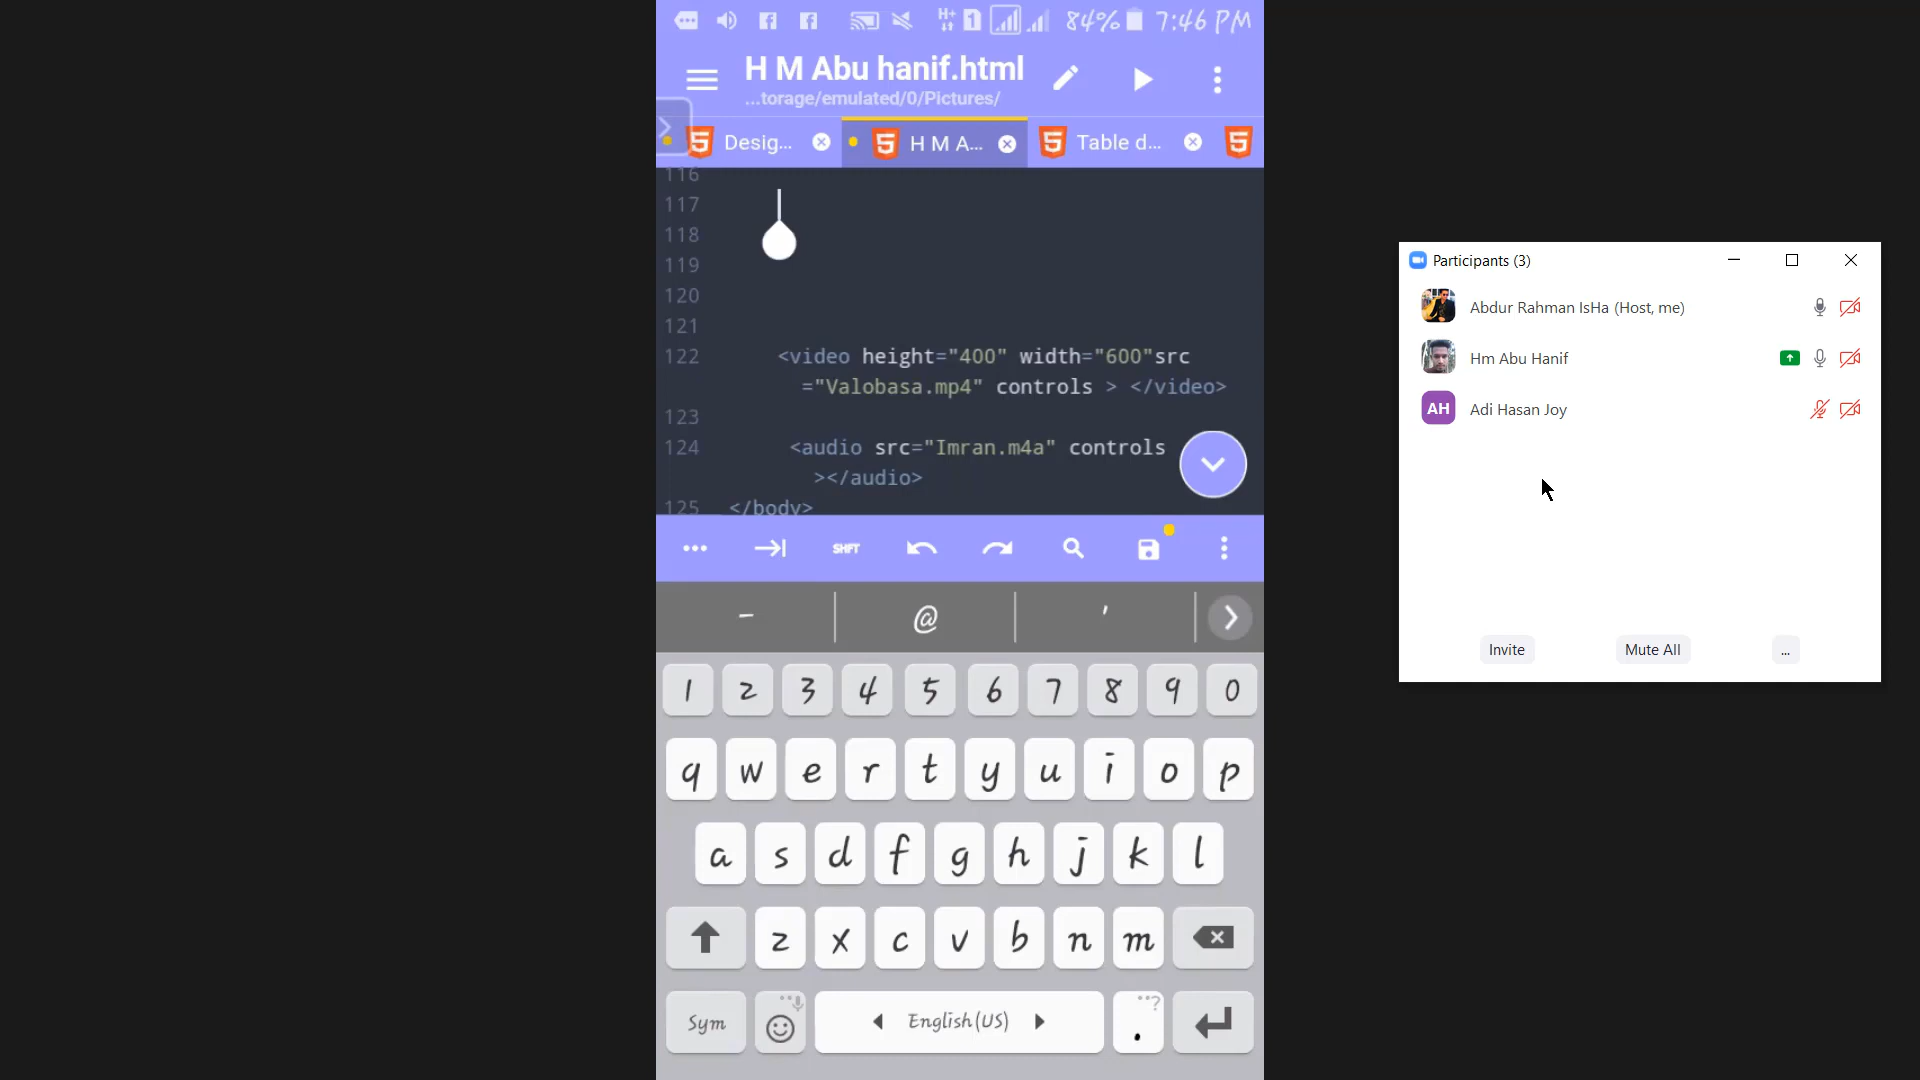 H+ 1 84% 7:46 PM
H M Abu hanif.html
...torage/emulated/0/Pictures/
Desig... H M A... Table d...
116
117
118
119
120
121
122 <video height="400" width="600"src
="Valobasa.mp4" controls > </video>
123
124 <audio src="Imran.m4a" controls
></audio>
125 </body>
SHFT
- @ '
1 2 3 4 5 6 7 8 9 0
q w e r t y u i o p
a s d f g h j k l
z x c v b n m
Sym English(US) . ?
Participants (3)
Abdur Rahman IsHa (Host, me)
Hm Abu Hanif
AH Adi Hasan Joy
Invite Mute All ...